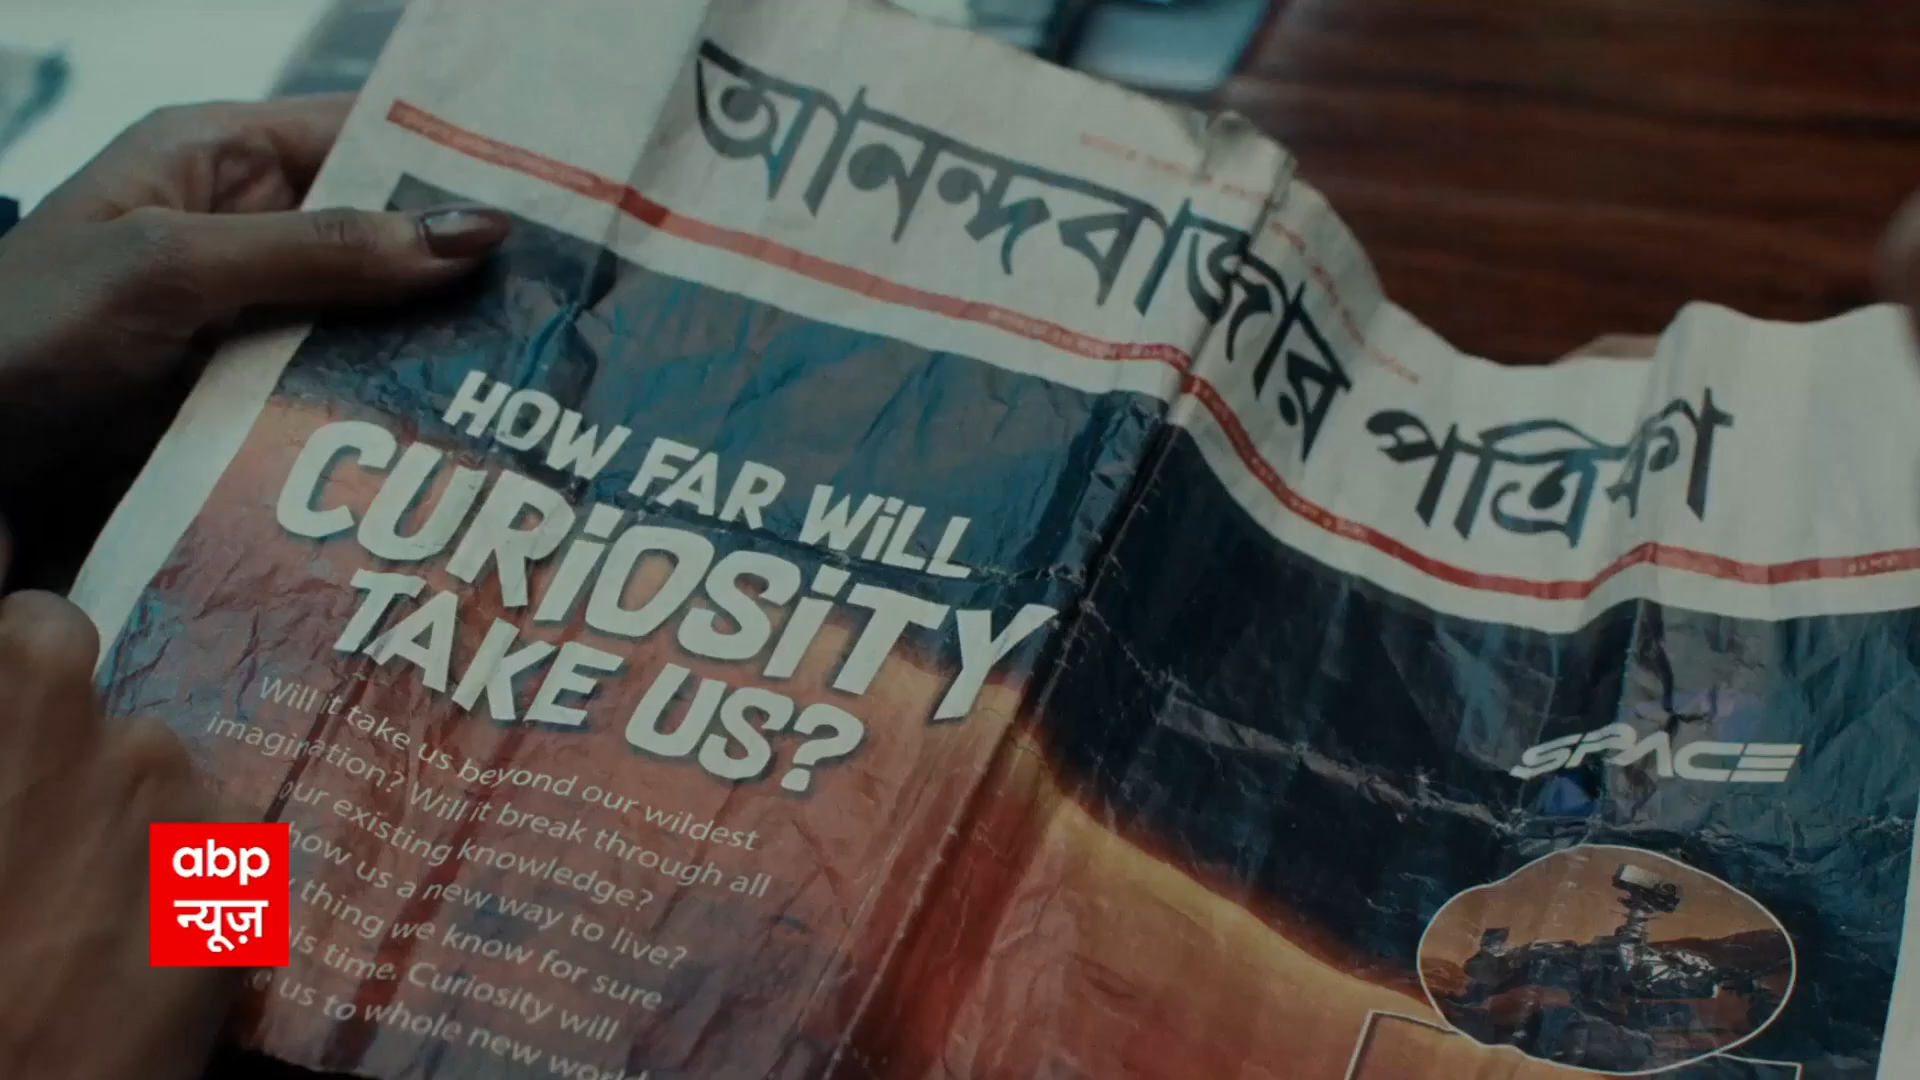 আনন্দবাজার পত্রিকা
HOW FAR WiLL
CURiOSiTY
TAKE US?
Will it take us beyond our wildest
imagination? Will it break through all
our existing knowledge?
how us a new way to live?
thing we know for sure
is time. Curiosity will
us to whole new world
SPACE
abp
न्यूज़